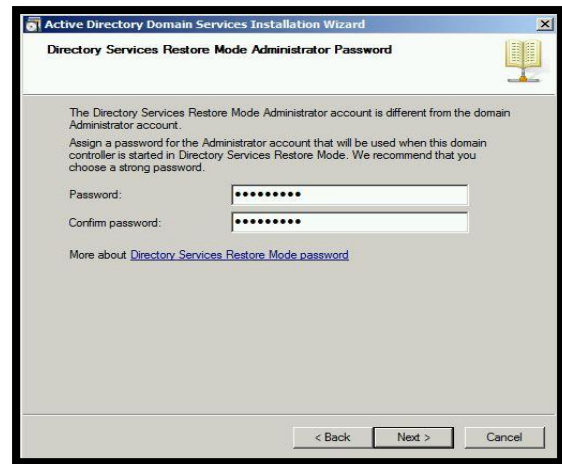 Active Directory Domain Services Installation Wizard
Directory Services Restore Mode Administrator Password
The Directory Services Restore Mode Administrator account is different from the domain
Administrator account.
Assign a password for the Administrator account that will be used when this domain
controller is started in Directory Services Restore Mode. We recommend that you
choose a strong password.
Password: •••••••••
Confirm password: •••••••••
More about Directory Services Restore Mode password
< Back Next > Cancel